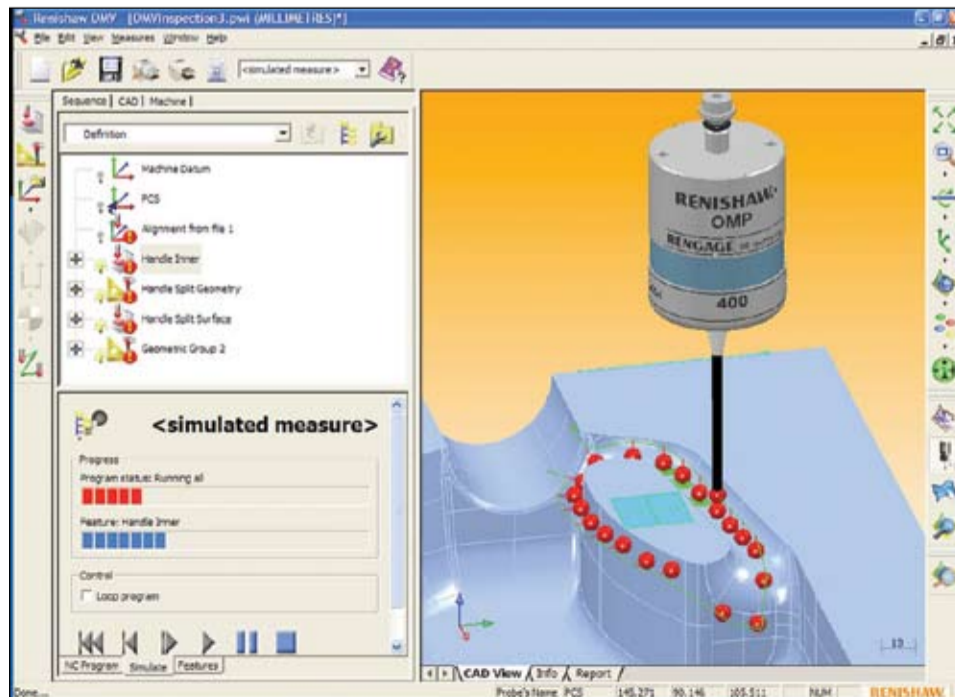 Renishaw OMV - [OMVInspection3.pwi (MILLIMETRES)*]
File Edit View Measures Window Help
<simulated measure>
Sequence CAD Machine
Definition
Machine Datum
PCS
Alignment from file 1
Handle Inner
Handle Split Geometry
Handle Split Surface
Geometric Group 2
<simulated measure>
Progress
Program status: Running all
Feature: Handle Inner
Control
Loop program
NC Program Simulate Features
RENISHAW
OMP
RENGAGE
400
13
CAD View Info Report
Done... Probe's Name PCS 145.271 90.146 105.511 NUM RENISHAW